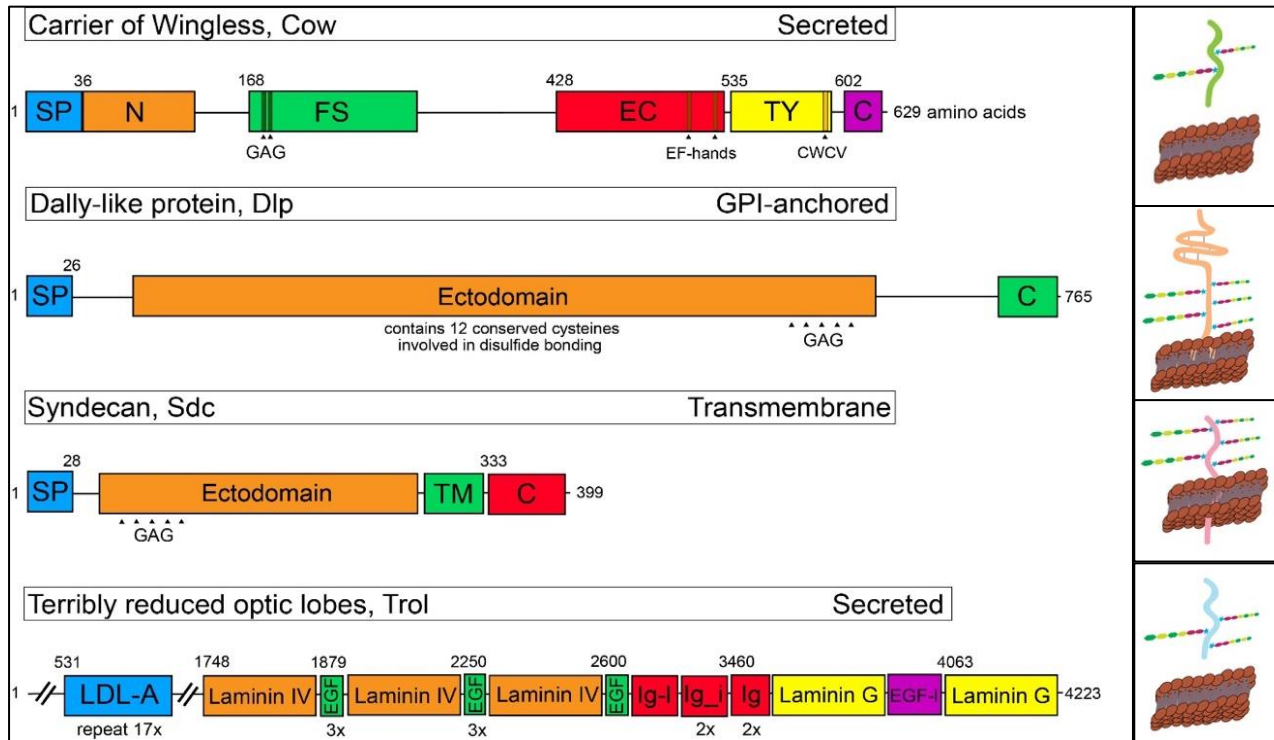 Carrier of Wingless, Cow Secreted
36 168 428 535 602
1 SP N FS EC TY C 629 amino acids
GAG EF-hands CWCV
Dally-like protein, Dlp GPI-anchored
26
1 SP Ectodomain C 765
contains 12 conserved cysteines
involved in disulfide bonding
GAG
Syndecan, Sdc Transmembrane
28 333
1 SP Ectodomain TM C 399
GAG
Terribly reduced optic lobes, Trol Secreted
531 1748 1879 2250 2600 3460 4063
1 LDL-A Laminin IV EGF Laminin IV EGF Laminin IV EGF Ig-I Ig_i Ig Laminin G EGF-I Laminin G 4223
repeat 17x 3x 3x 2x 2x